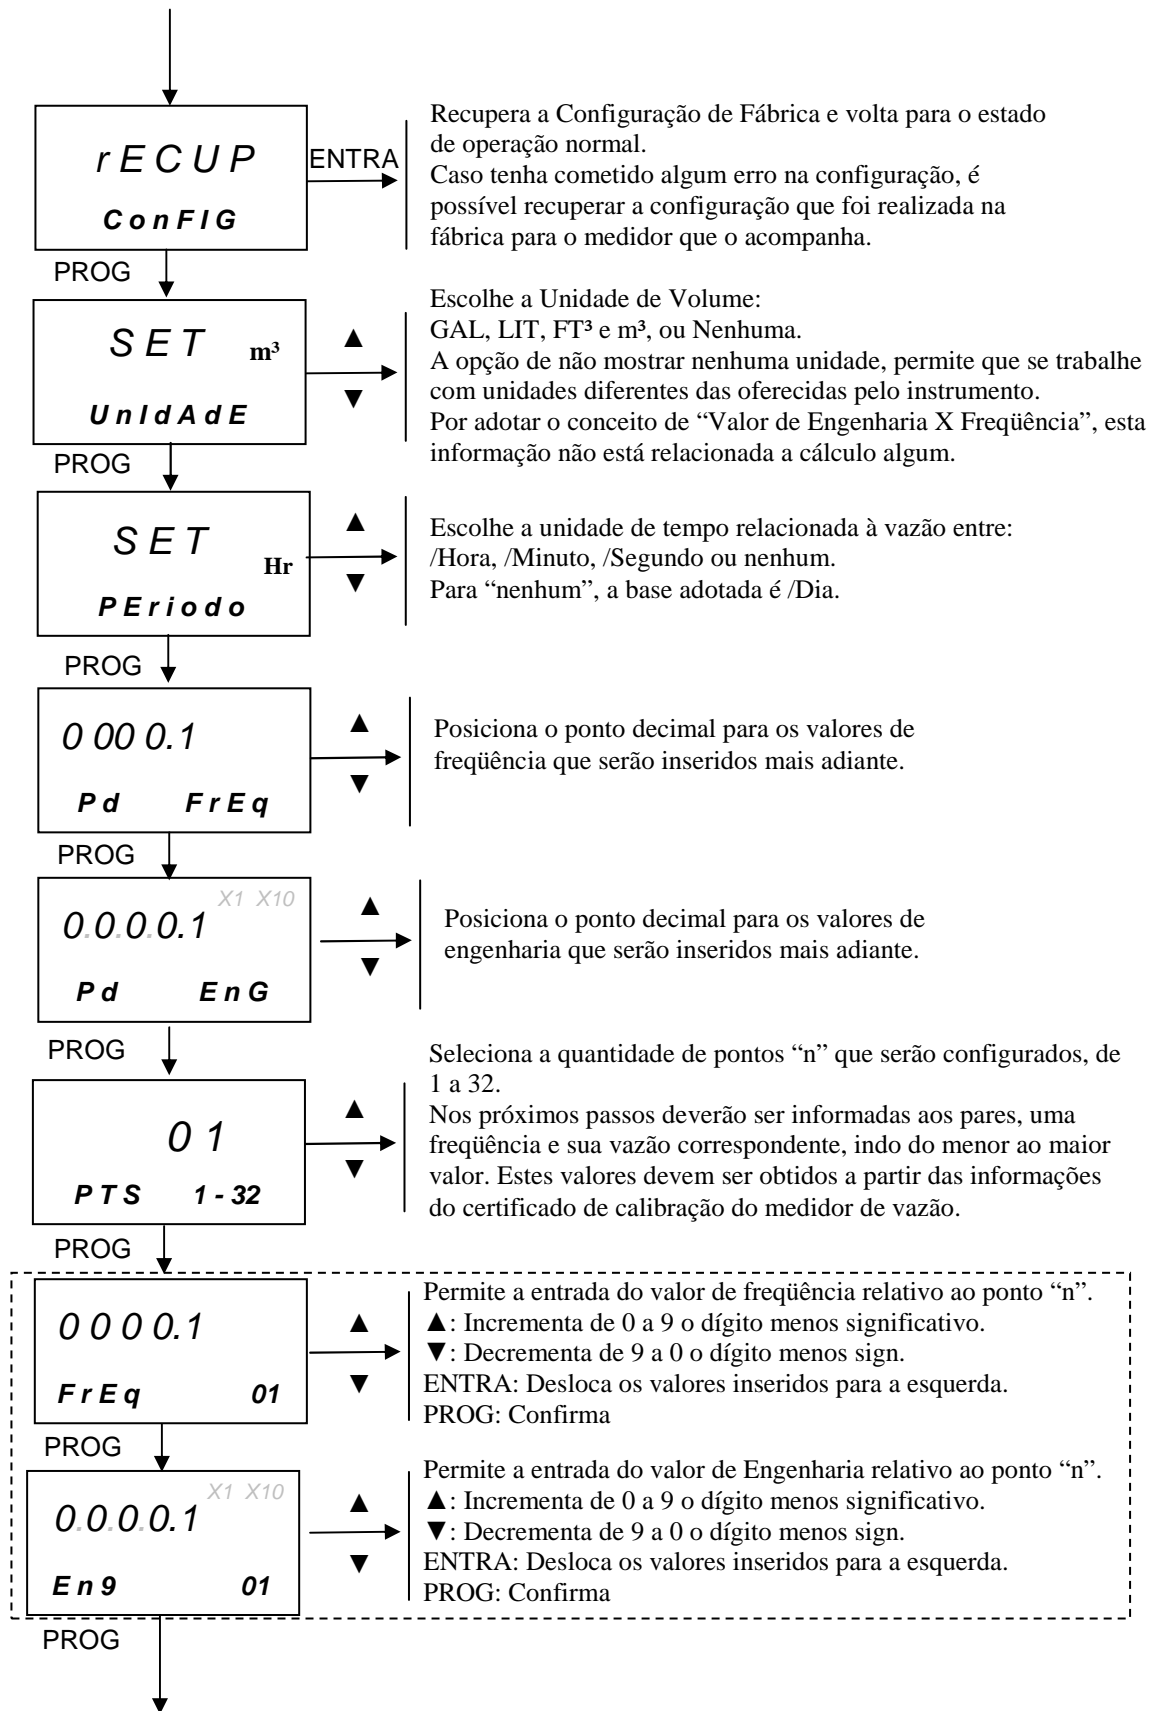 r E C U P
C o n F I G
ENTRA
Recupera a Configuração de Fábrica e volta para o estado
de operação normal.
Caso tenha cometido algum erro na configuração, é
possível recuperar a configuração que foi realizada na
fábrica para o medidor que o acompanha.
PROG
S E T m³
U n I d A d E
▲
▼
Escolhe a Unidade de Volume:
GAL, LIT, FT³ e m³, ou Nenhuma.
A opção de não mostrar nenhuma unidade, permite que se trabalhe
com unidades diferentes das oferecidas pelo instrumento.
Por adotar o conceito de “Valor de Engenharia X Freqüência”, esta
informação não está relacionada a cálculo algum.
PROG
S E T
Hr
P E r i o d o
▲
▼
Escolhe a unidade de tempo relacionada à vazão entre:
/Hora, /Minuto, /Segundo ou nenhum.
Para “nenhum”, a base adotada é /Dia.
PROG
0 00 0.1
P d F r E q
▲
▼
Posiciona o ponto decimal para os valores de
freqüência que serão inseridos mais adiante.
PROG
X1 X10
0.0.0.0.1
P d E n G
▲
▼
Posiciona o ponto decimal para os valores de
engenharia que serão inseridos mais adiante.
PROG
0 1
P T S 1 - 32
▲
▼
Seleciona a quantidade de pontos “n” que serão configurados, de
1 a 32.
Nos próximos passos deverão ser informadas aos pares, uma
freqüência e sua vazão correspondente, indo do menor ao maior
valor. Estes valores devem ser obtidos a partir das informações
do certificado de calibração do medidor de vazão.
PROG
0 0 0 0.1
F r E q 01
▲
▼
Permite a entrada do valor de freqüência relativo ao ponto “n”.
▲: Incrementa de 0 a 9 o dígito menos significativo.
▼: Decrementa de 9 a 0 o dígito menos sign.
ENTRA: Desloca os valores inseridos para a esquerda.
PROG: Confirma
PROG
X1 X10
0.0.0.0.1
E n 9 01
▲
▼
Permite a entrada do valor de Engenharia relativo ao ponto “n”.
▲: Incrementa de 0 a 9 o dígito menos significativo.
▼: Decrementa de 9 a 0 o dígito menos sign.
ENTRA: Desloca os valores inseridos para a esquerda.
PROG: Confirma
PROG